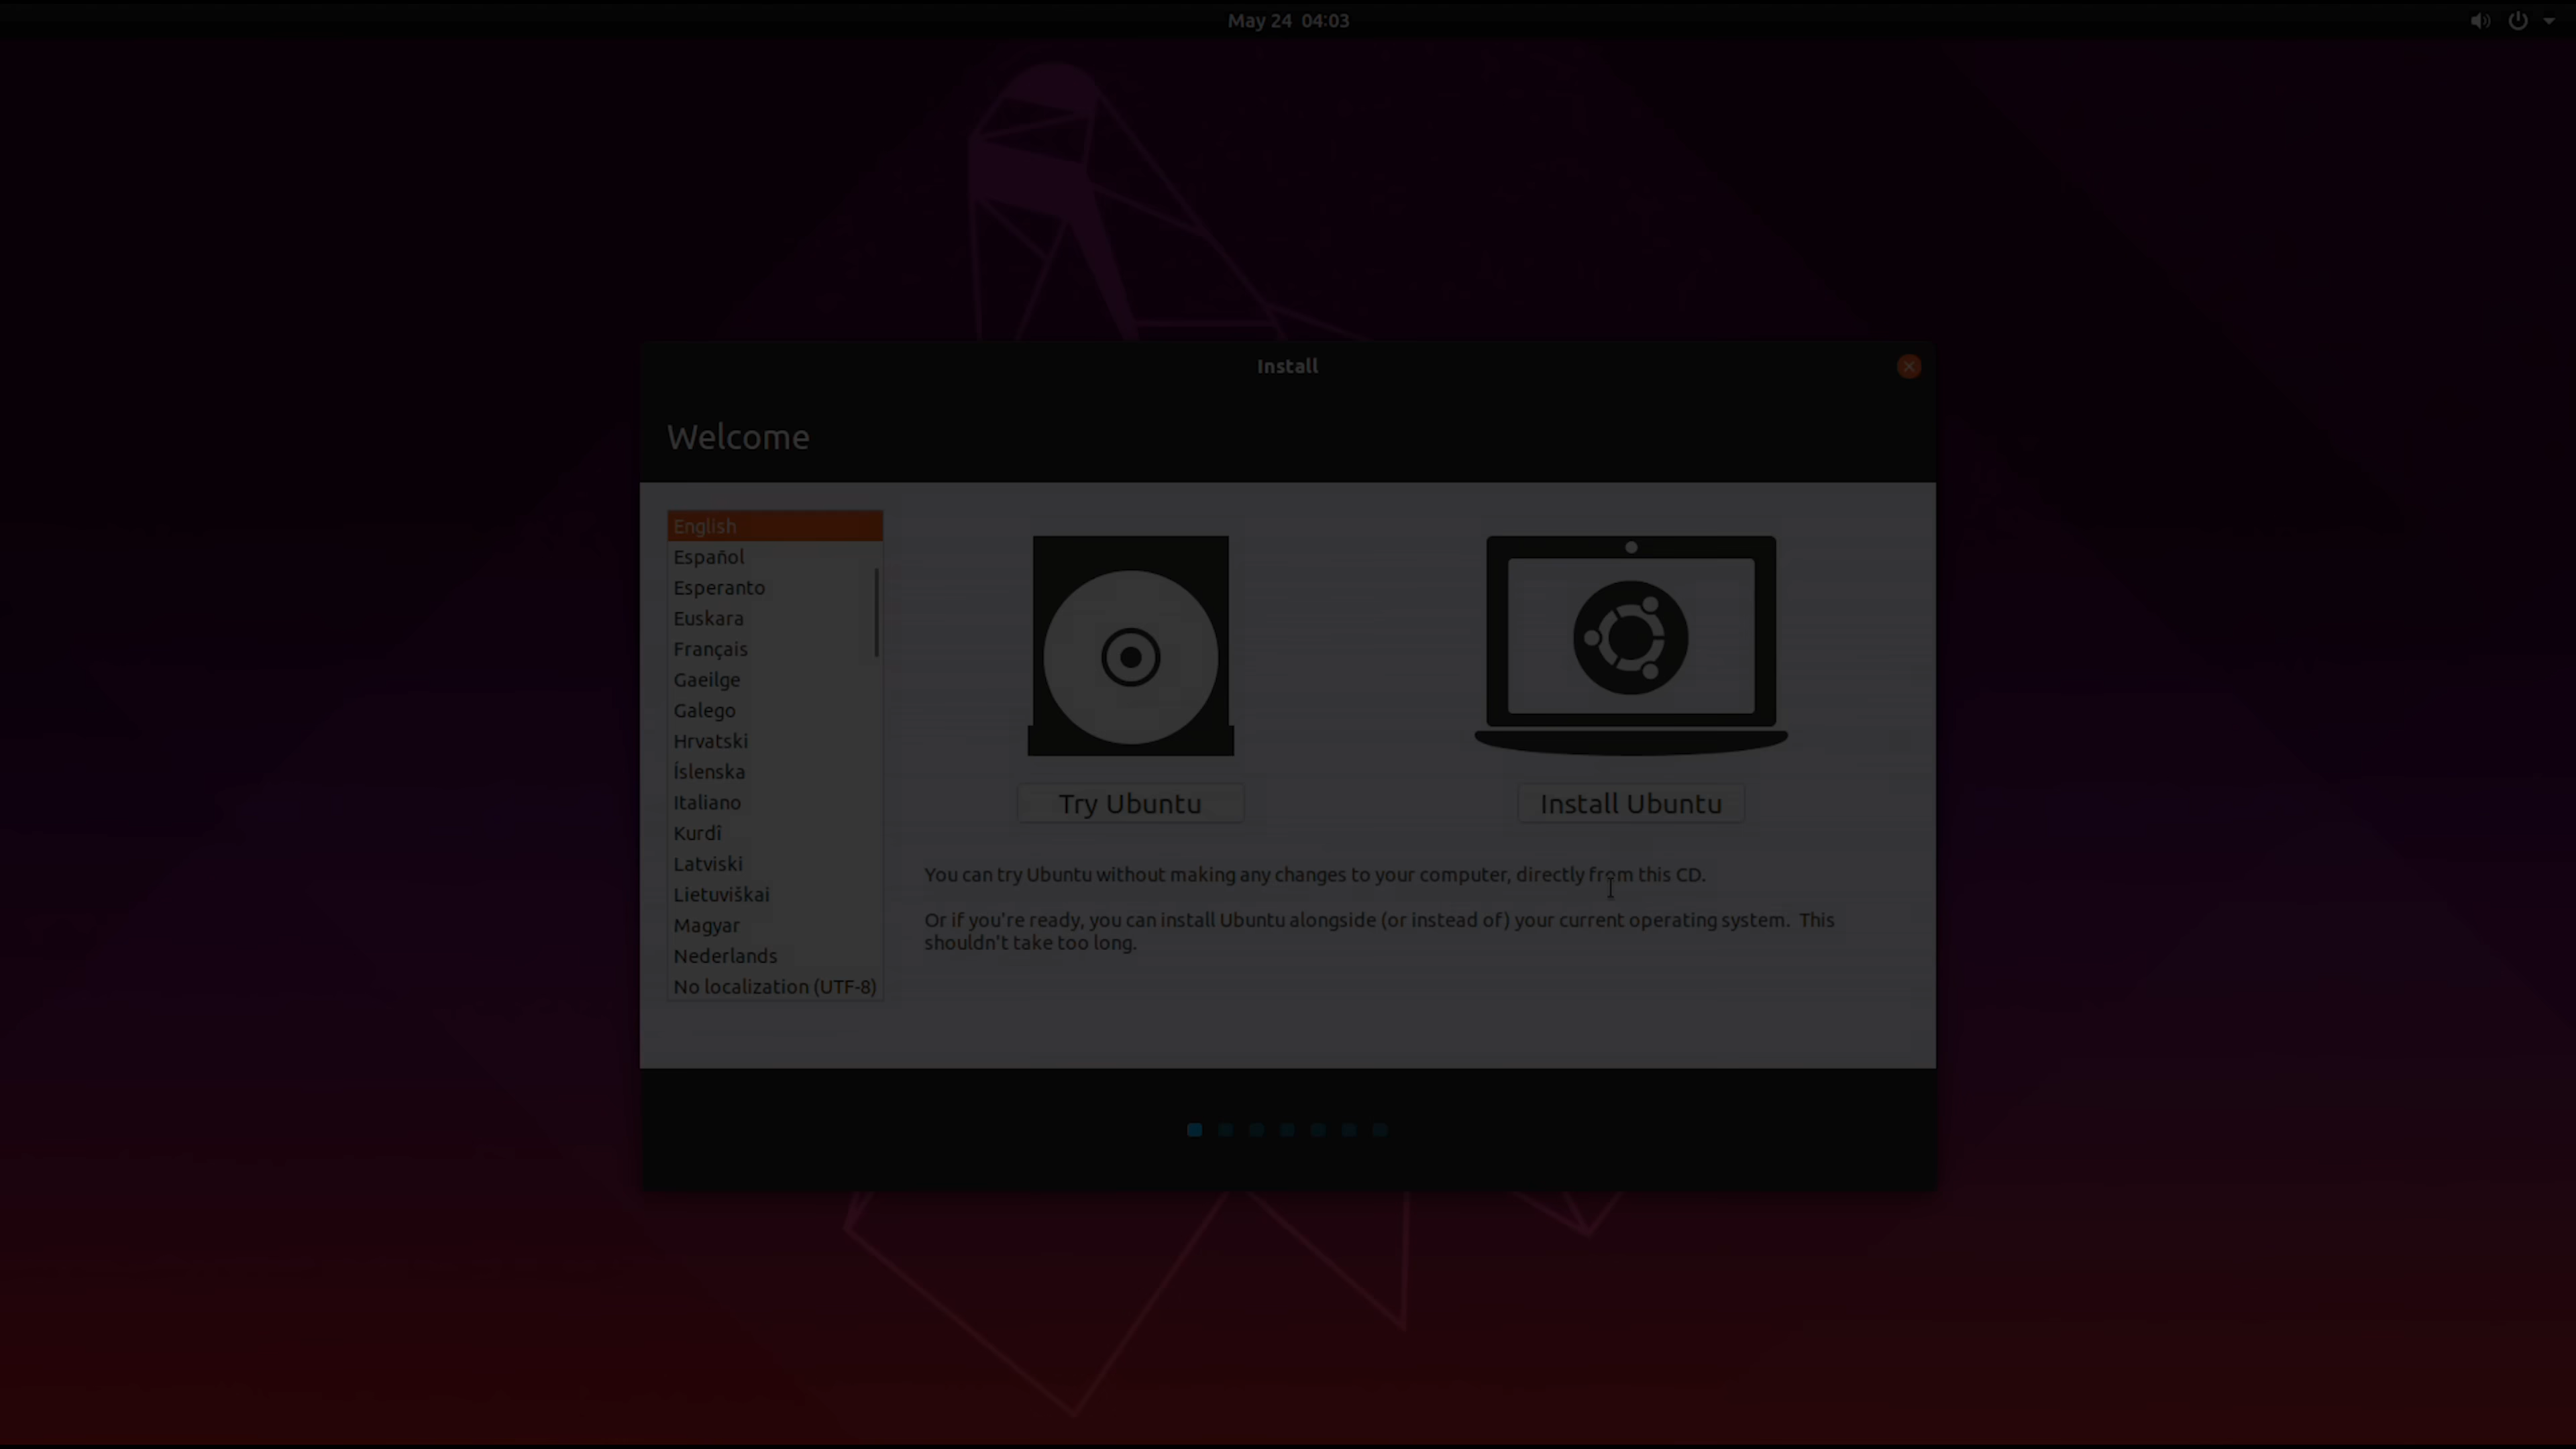 May 24 04:03
Install
Welcome
English
Español
Esperanto
Euskara
Français
Gaeilge
Galego
Hrvatski
Íslenska
Italiano
Kurdî
Latviski
Lietuviškai
Magyar
Nederlands
No localization (UTF-8)
Try Ubuntu
Install Ubuntu
You can try Ubuntu without making any changes to your computer, directly from this CD.
Or if you're ready, you can install Ubuntu alongside (or instead of) your current operating system. This
shouldn't take too long.